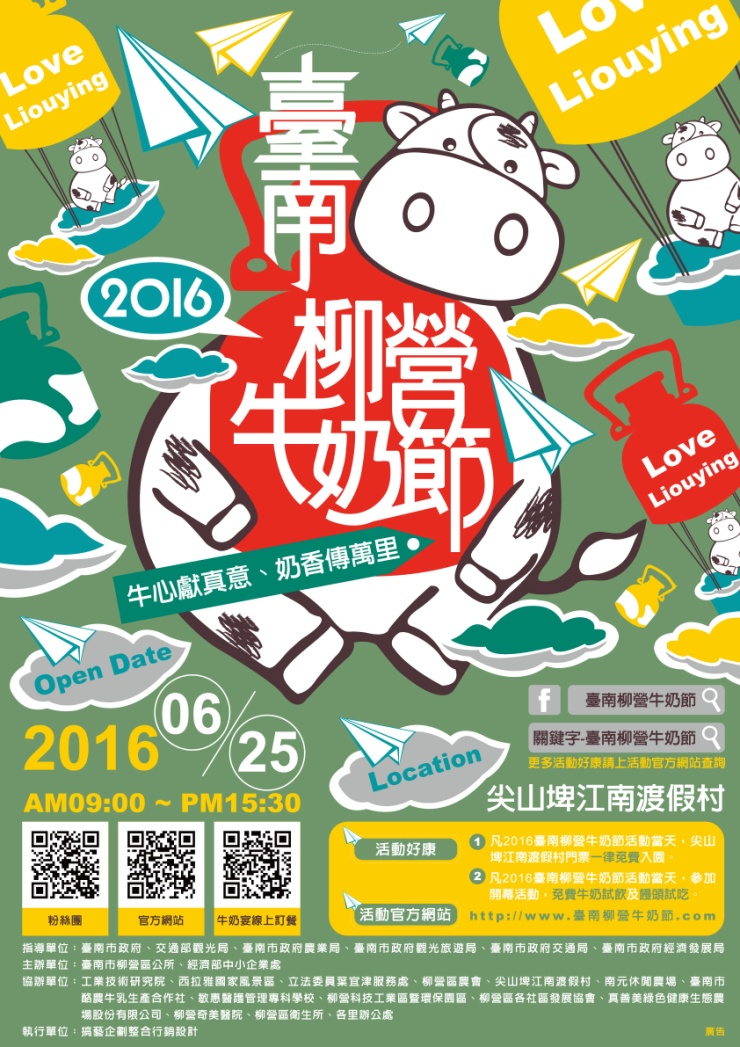 Love
Liouying
Love
Liouying
臺南
2016
柳營
牛奶節
Love
Liouying
牛心獻真意、奶香傳萬里
Open Date
2016 06/25
AM09:00 ~ PM15:30
f 臺南柳營牛奶節
關鍵字-臺南柳營牛奶節
更多活動好康請上活動官方網站查詢
Location
尖山埤江南渡假村
粉絲團
官方網站
牛奶宴線上訂餐
活動好康
1 凡2016臺南柳營牛奶節活動當天，尖山
埤江南渡假村門票一律免費入園。
2 凡2016臺南柳營牛奶節活動當天，參加
開幕活動，免費牛奶試飲及饅頭試吃。
活動官方網站
http://www.臺南柳營牛奶節.com
指導單位：臺南市政府、交通部觀光局、臺南市政府農業局、臺南市政府觀光旅遊局、臺南市政府交通局、臺南市政府經濟發展局
主辦單位：臺南市柳營區公所、經濟部中小企業處
協辦單位：工業技術研究院、西拉雅國家風景區、立法委員葉宜津服務處、柳營區農會、尖山埤江南渡假村、南元休閒農場、臺南市
酪農牛乳生產合作社、敏惠醫護管理專科學校、柳營科技工業區暨環保園區、柳營區各社區發展協會、真善美綠色健康生態農
場股份有限公司、柳營奇美醫院、柳營區衛生所、各里辦公處
執行單位：搞藝企劃整合行銷設計
廣告